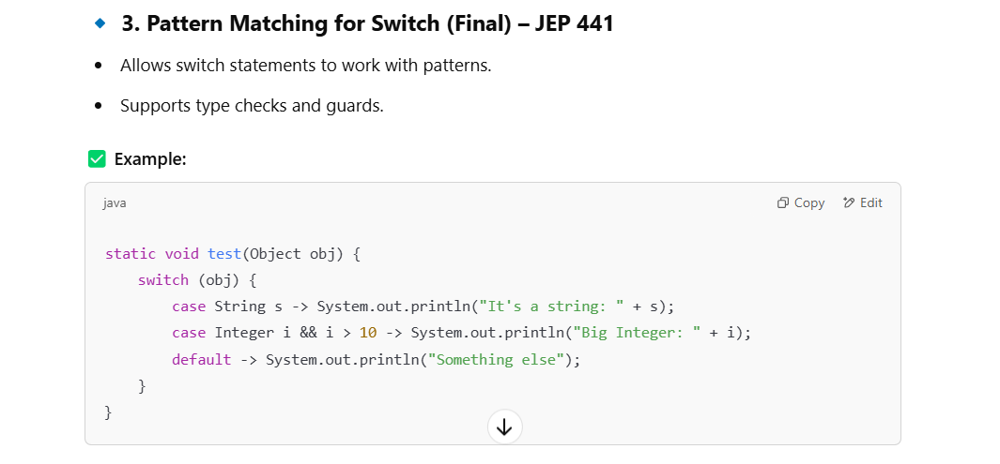 3. Pattern Matching for Switch (Final) – JEP 441
Allows switch statements to work with patterns.
Supports type checks and guards.
Example:
java
Copy
Edit
static void test(Object obj) {
    switch (obj) {
        case String s -> System.out.println("It's a string: " + s);
        case Integer i && i > 10 -> System.out.println("Big Integer: " + i);
        default -> System.out.println("Something else");
    }
}